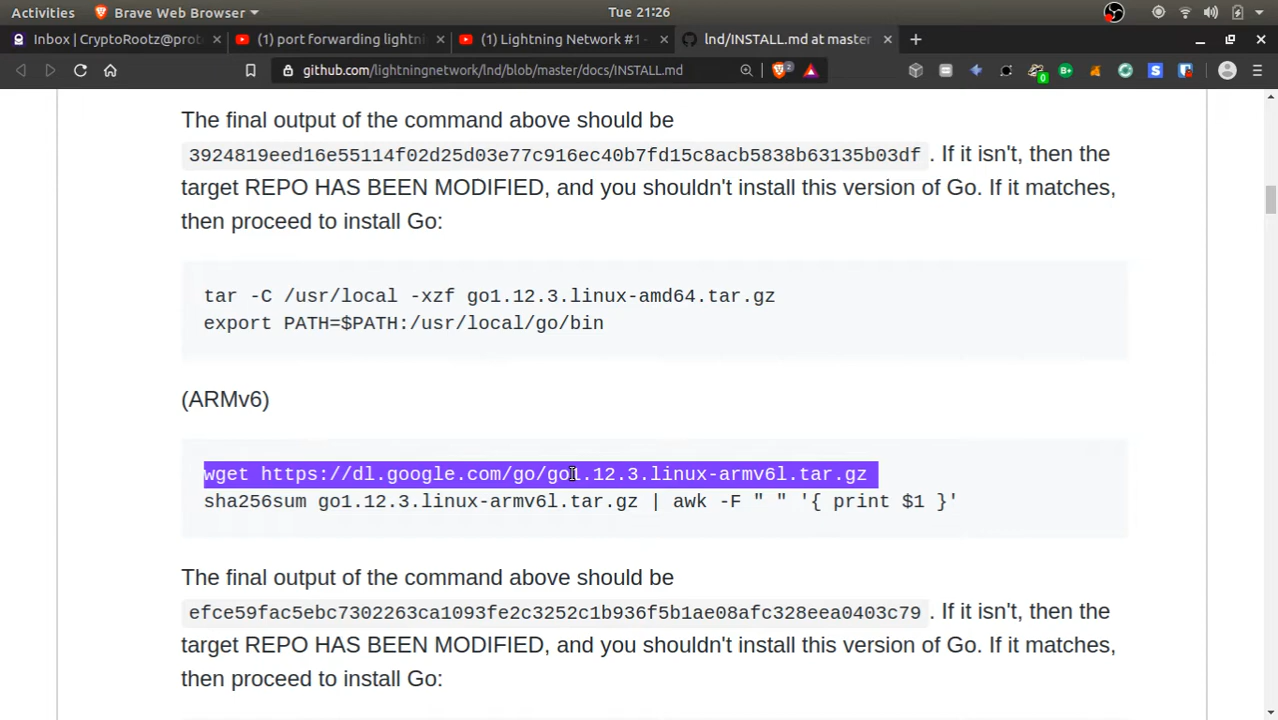 Activities Brave Web Browser Tue 21:26
Inbox | CryptoRootz@prot (1) port forwarding lightni (1) Lightning Network #1 - lnd/INSTALL.md at master
github.com/lightningnetwork/lnd/blob/master/docs/INSTALL.md 2 0 B+ S
The final output of the command above should be
3924819eed16e55114f02d25d03e77c916ec40b7fd15c8acb5838b63135b03df . If it isn't, then the
target REPO HAS BEEN MODIFIED, and you shouldn't install this version of Go. If it matches,
then proceed to install Go:
tar -C /usr/local -xzf go1.12.3.linux-amd64.tar.gz
export PATH=$PATH:/usr/local/go/bin
(ARMv6)
wget https://dl.google.com/go/go1.12.3.linux-armv6l.tar.gz
sha256sum go1.12.3.linux-armv6l.tar.gz | awk -F " " '{ print $1 }'
The final output of the command above should be
efce59fac5ebc7302263ca1093fe2c3252c1b936f5b1ae08afc328eea0403c79 . If it isn't, then the
target REPO HAS BEEN MODIFIED, and you shouldn't install this version of Go. If it matches,
then proceed to install Go: